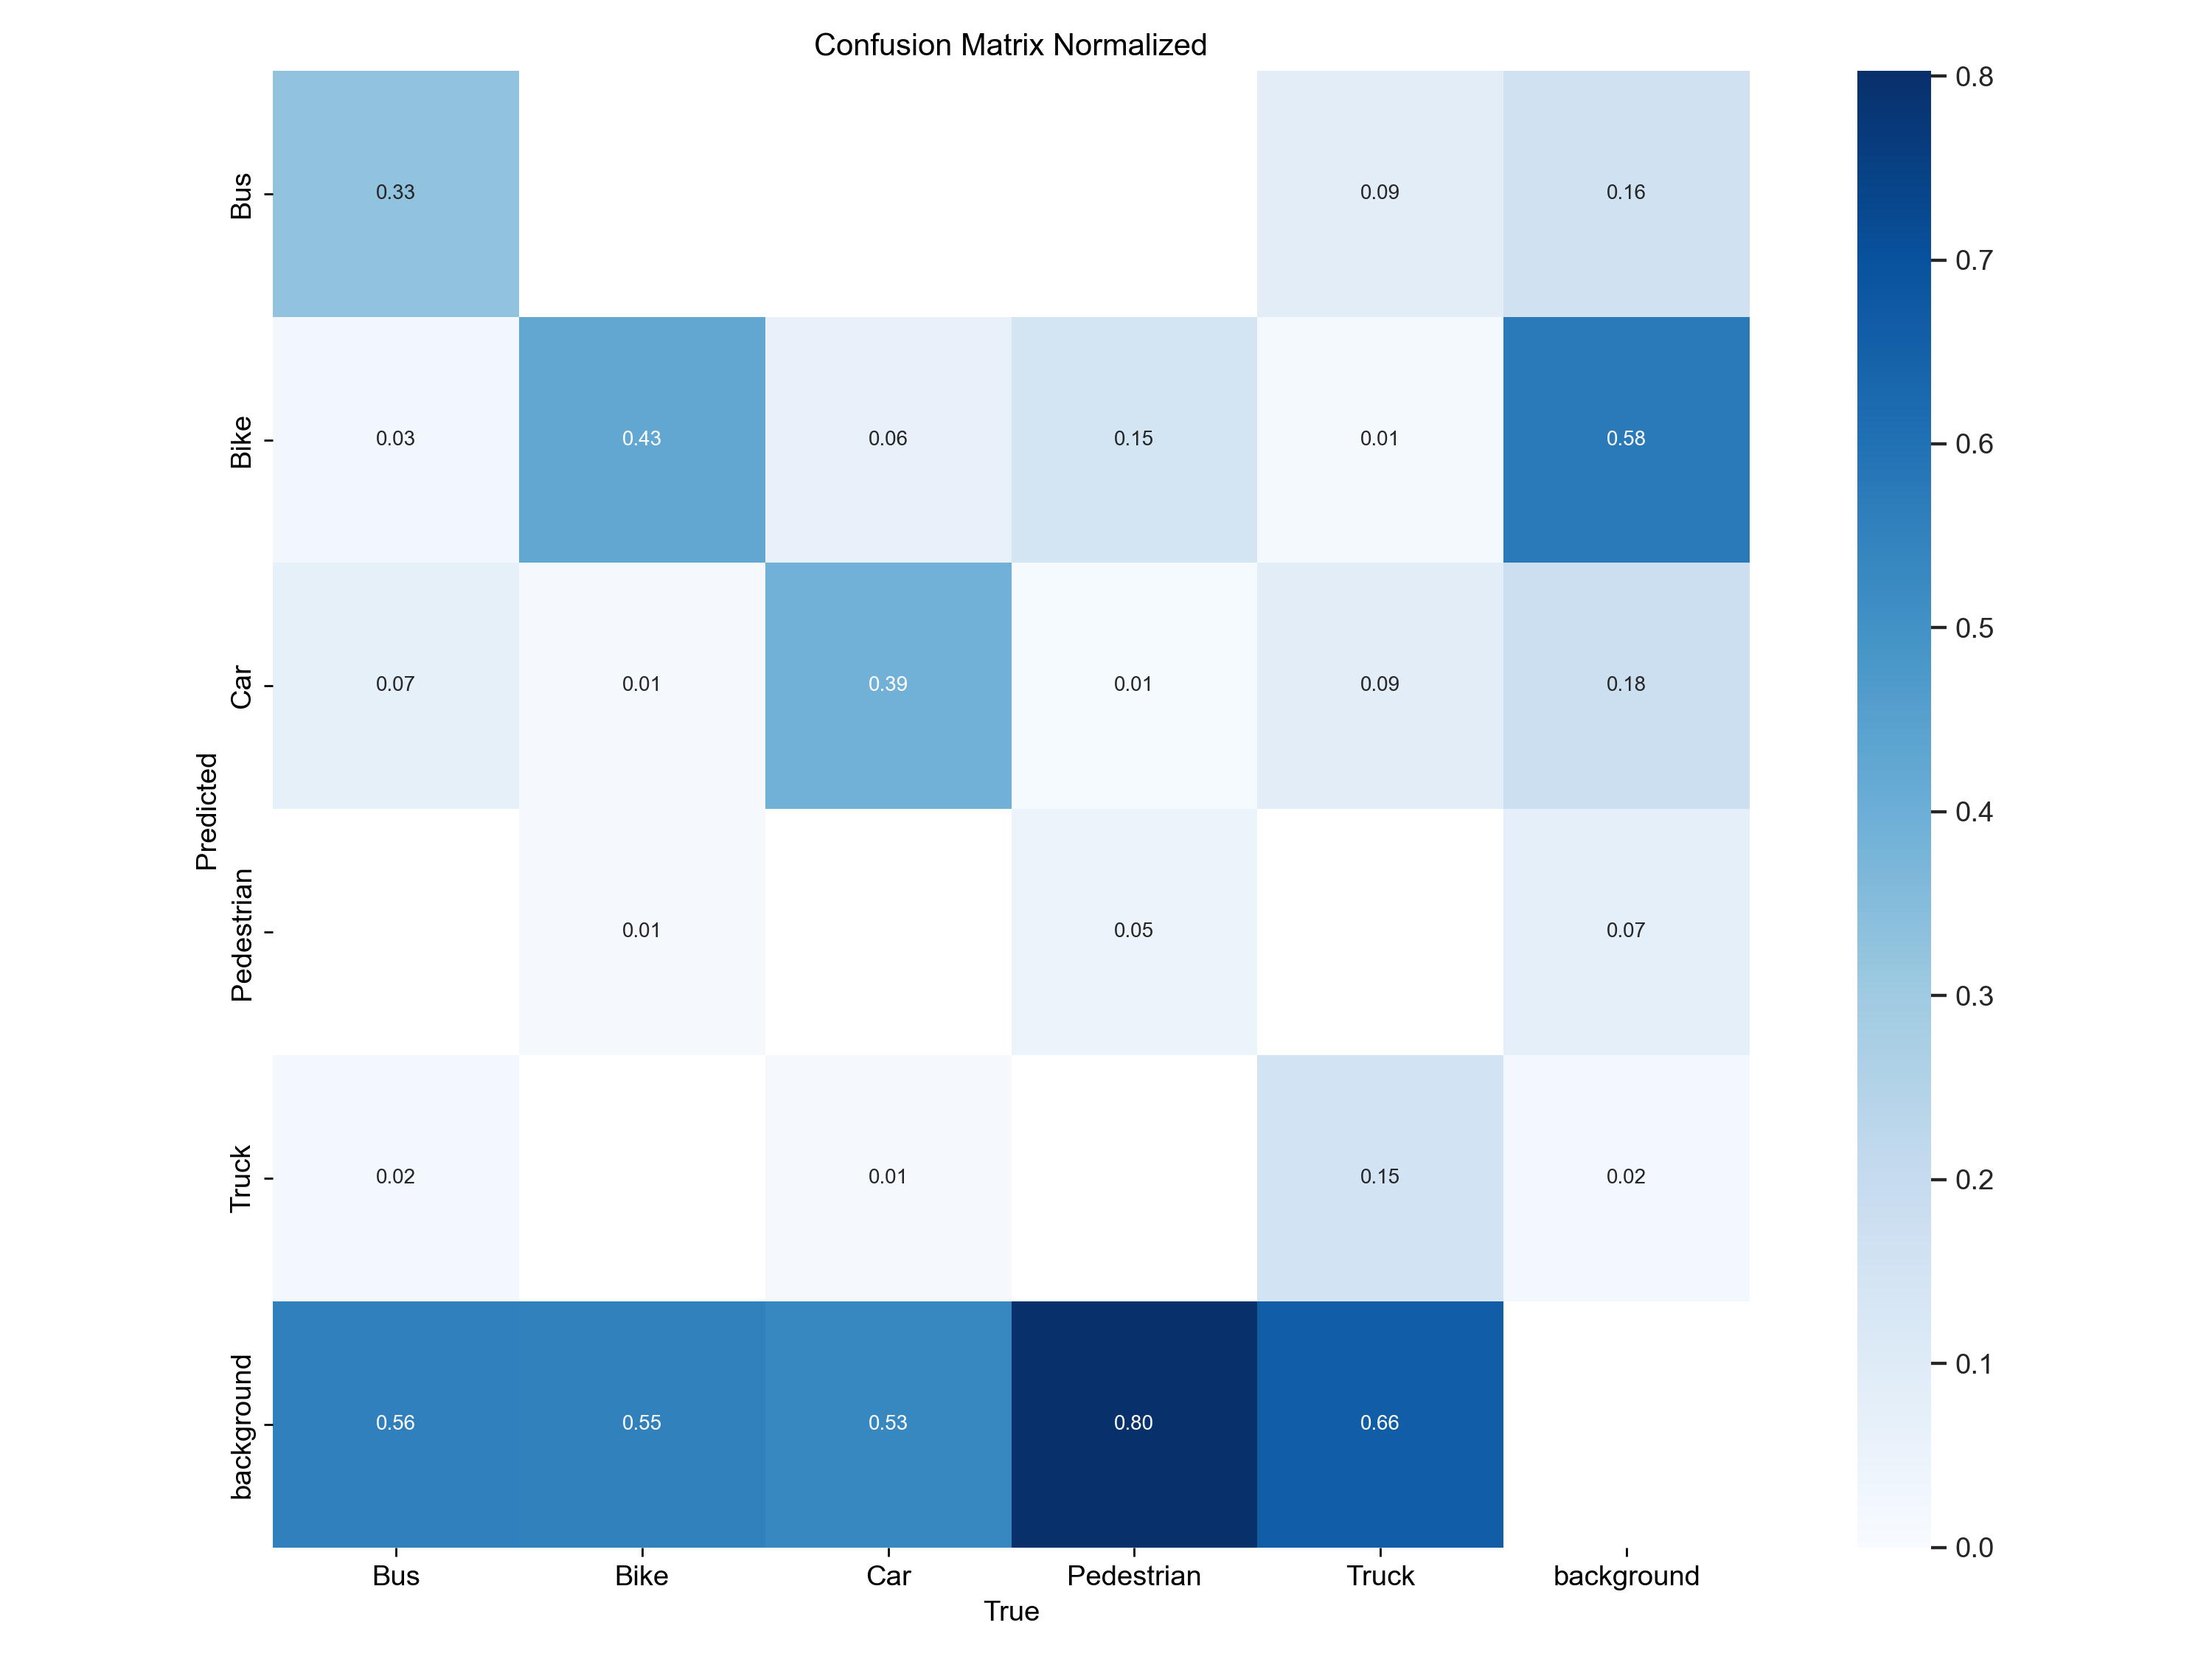 Confusion Matrix Normalized
Predicted
Bus
0.33
0.09
0.16
Bike
0.03
0.43
0.06
0.15
0.01
0.58
Car
0.07
0.01
0.39
0.01
0.09
0.18
Pedestrian
0.01
0.05
0.07
Truck
0.02
0.01
0.15
0.02
background
0.56
0.55
0.53
0.80
0.66
Bus
Bike
Car
Pedestrian
Truck
background
True
0.8
0.7
0.6
0.5
0.4
0.3
0.2
0.1
0.0